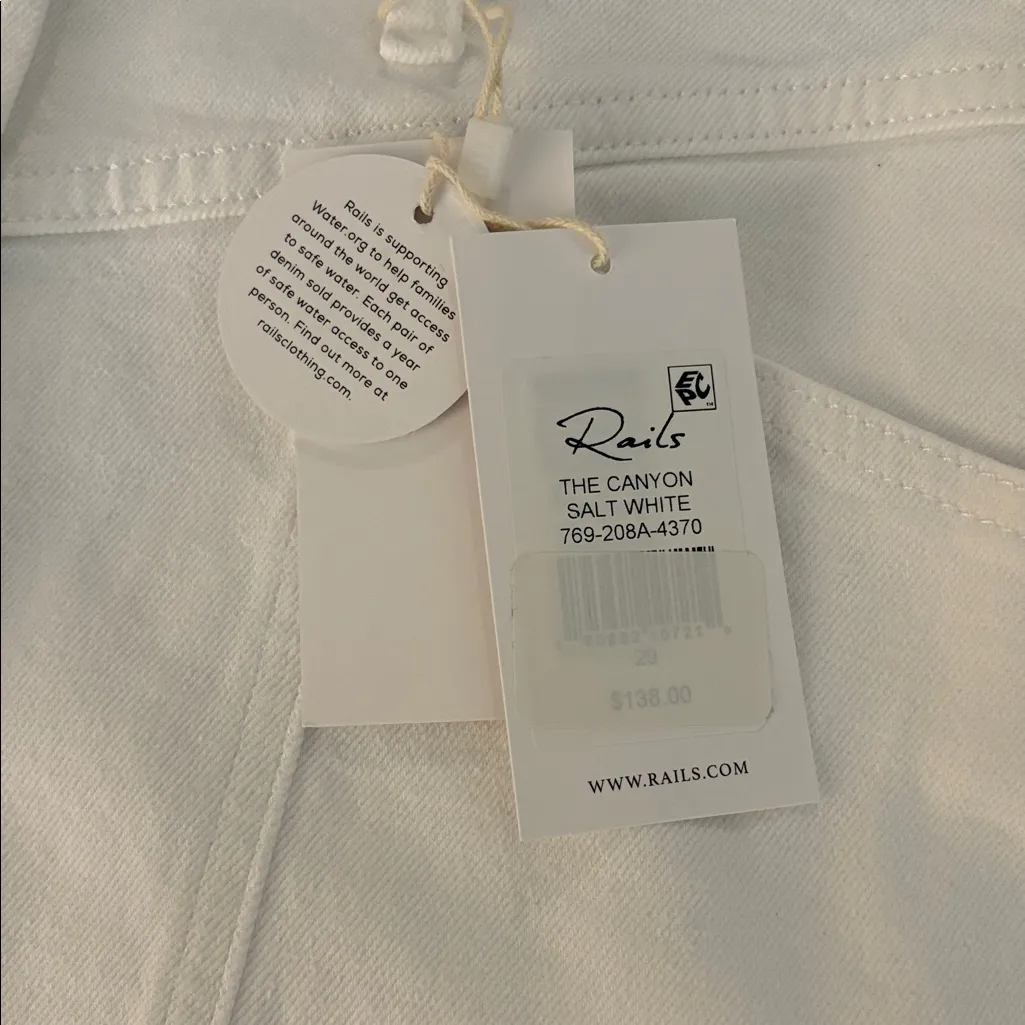 Rails is supporting
Water.org to help families
around the world get access
to safe water. Each pair of
denim sold provides a year
of safe water access to one
person. Find out more at
railsclothing.com.
EPC
TM
Rails
THE CANYON
SALT WHITE
769-208A-4370
29
$138.00
WWW.RAILS.COM